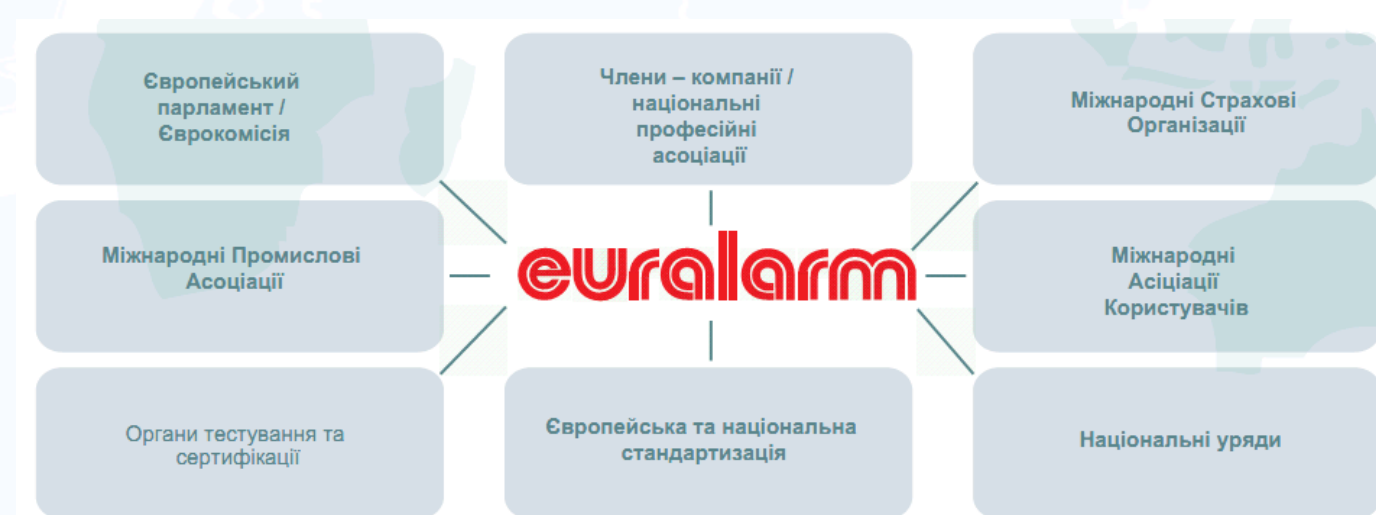 Європейський
парламент /
Єврокомісія
Члени – компанії /
національні
професійні
асоціації
Міжнародні Страхові
Організації
Міжнародні Промислові
Асоціації
euralarm
Міжнародні
Асіціації
Користувачів
Органи тестування та
сертифікації
Європейська та національна
стандартизація
Національні уряди